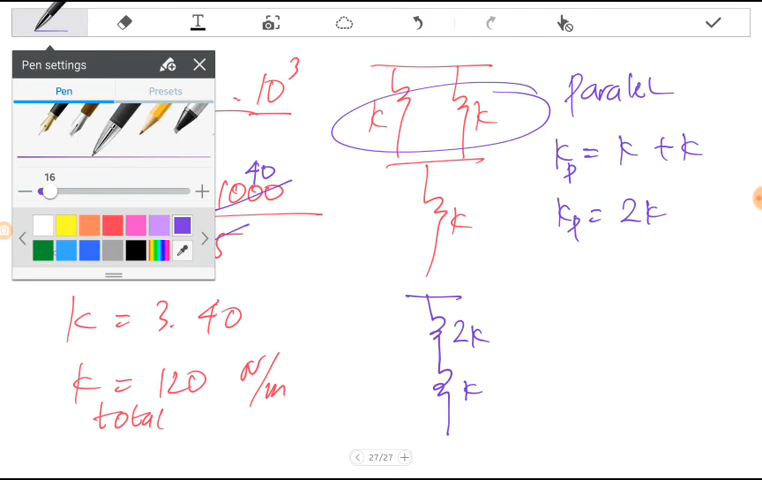 Pen settings
Pen
Presets
16
. 10³
40
1000
5
k = 3. 40
k = 120 N/m
total
k
k
k
2k
k
Paralel
kp = k + k
kp = 2k
27/27